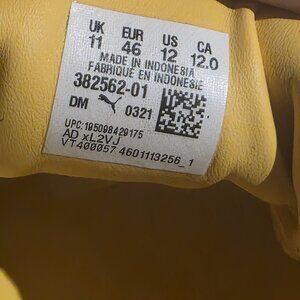 UK EUR US CA
11 46 12 12.0
MADE IN INDONESIA
FABRIQUÉ EN INDONESIE
382562-01
DM 0321
UPC:195098429175
AD xL2VJ
VT400057 4601113256_1